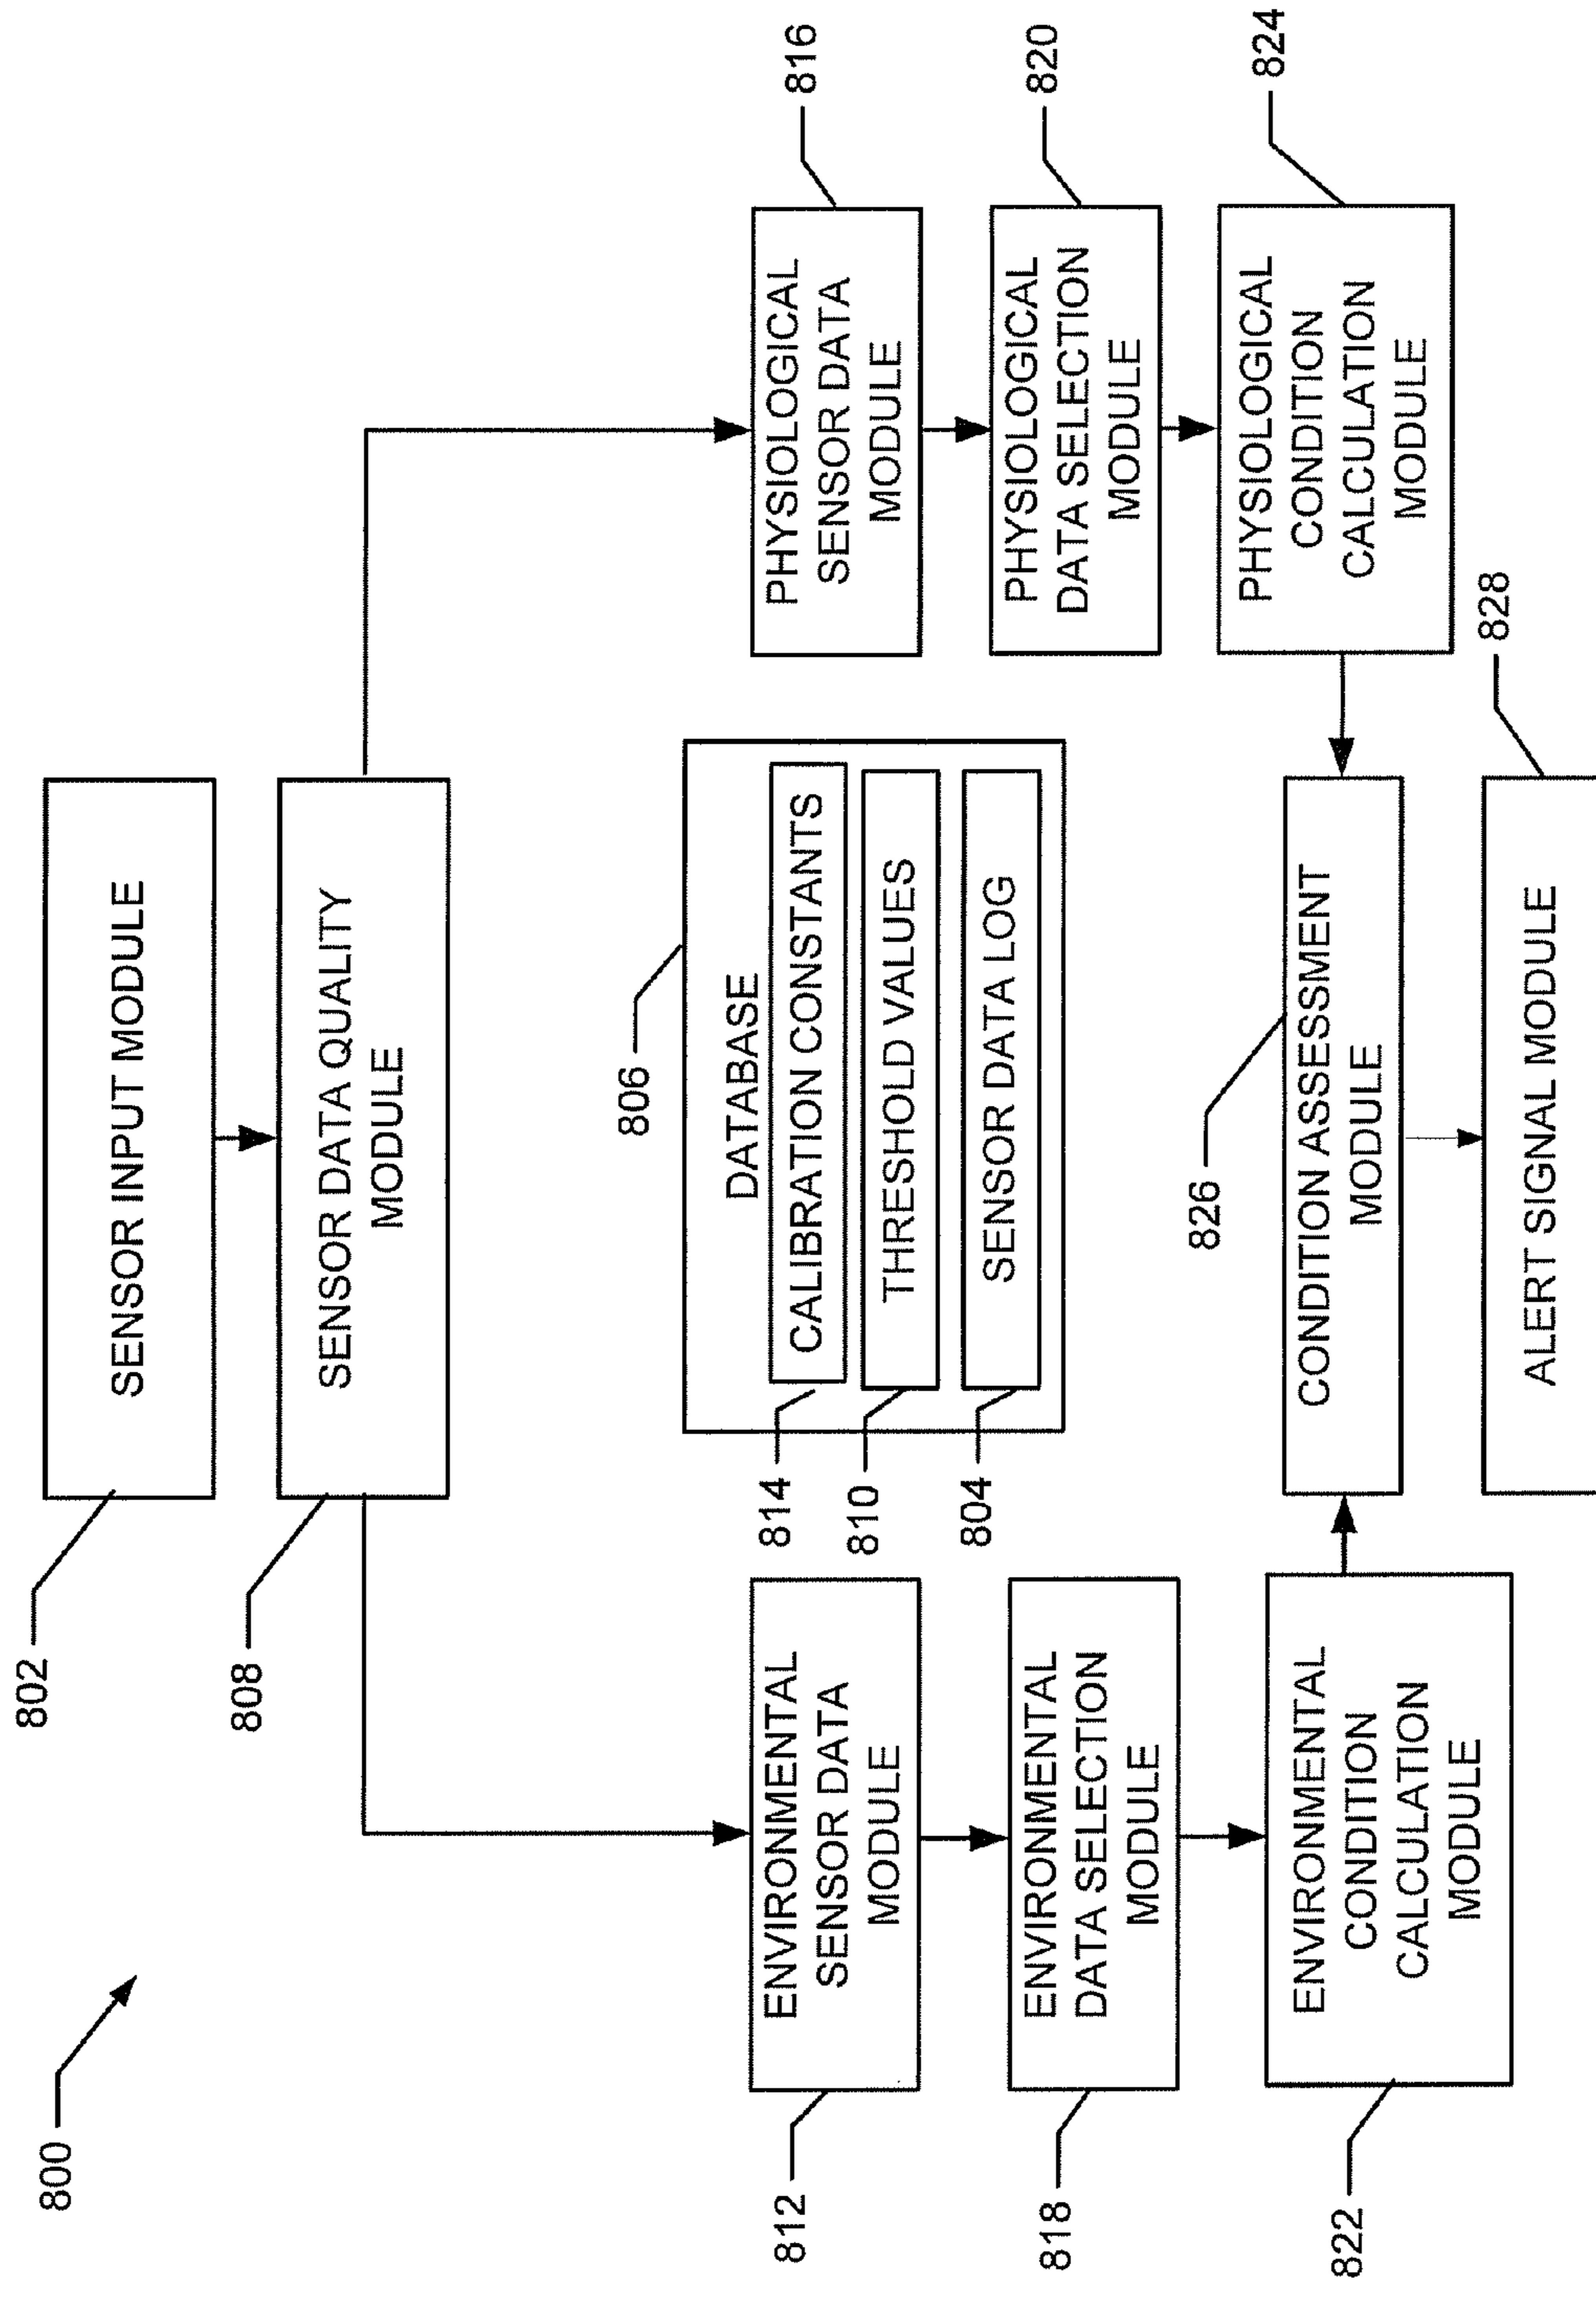 800
802
SENSOR INPUT MODULE
808
SENSOR DATA QUALITY
MODULE
806
DATABASE
814
CALIBRATION CONSTANTS
810
THRESHOLD VALUES
804
SENSOR DATA LOG
812
ENVIRONMENTAL
SENSOR DATA
MODULE
816
PHYSIOLOGICAL
SENSOR DATA
MODULE
818
ENVIRONMENTAL
DATA SELECTION
MODULE
820
PHYSIOLOGICAL
DATA SELECTION
MODULE
822
ENVIRONMENTAL
CONDITION
CALCULATION
MODULE
824
PHYSIOLOGICAL
CONDITION
CALCULATION
MODULE
826
CONDITION ASSESSMENT
MODULE
828
ALERT SIGNAL MODULE